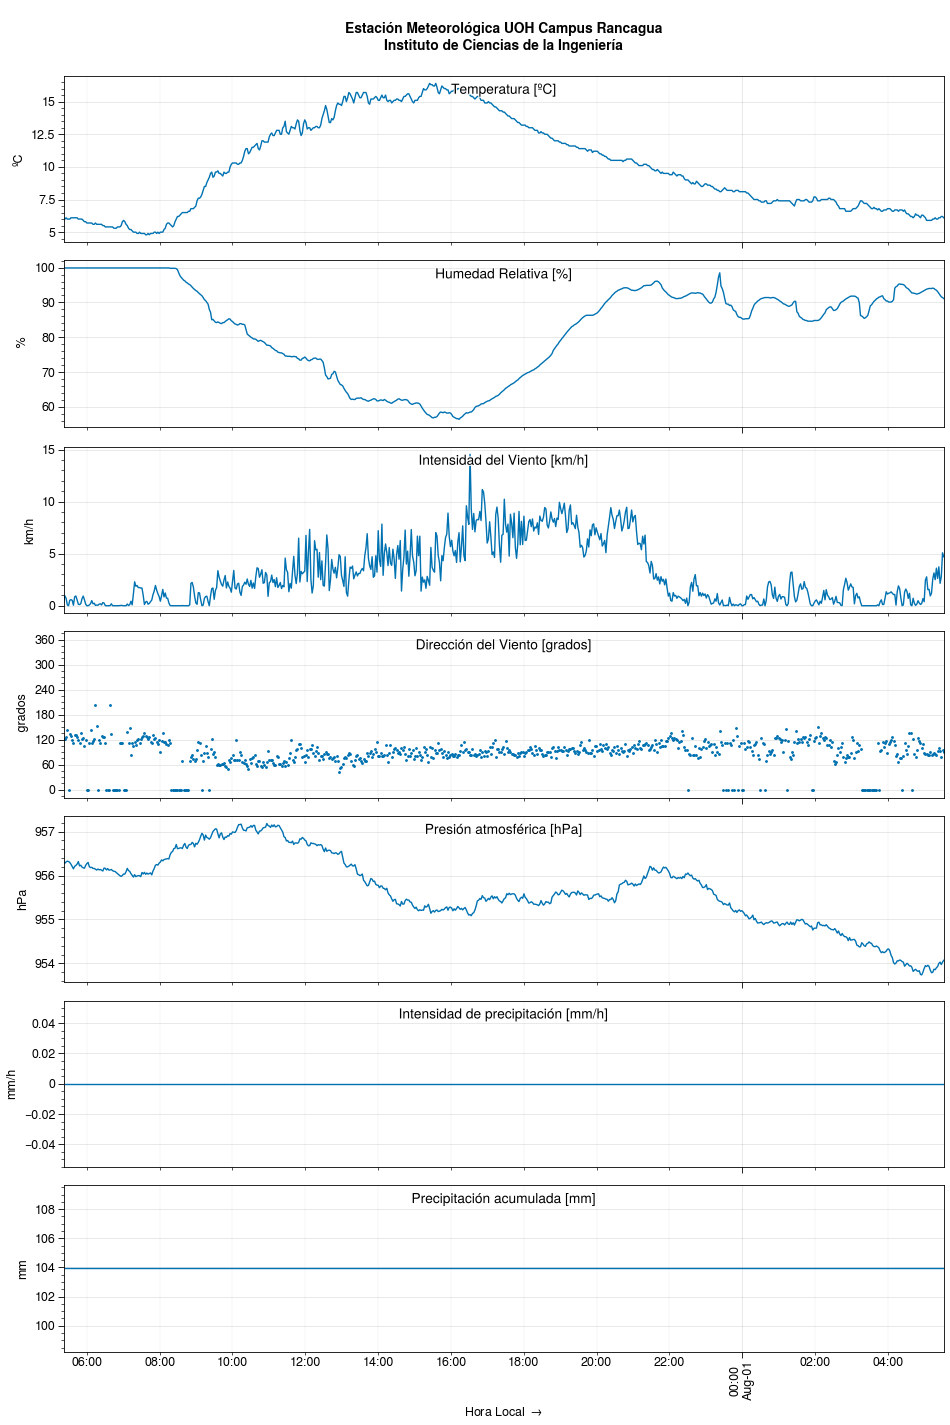 Estación Meteorológica UOH Campus Rancagua
Instituto de Ciencias de la Ingeniería
Temperatura [ºC]
15
12.5
10
7.5
5
ºC
Humedad Relativa [%]
100
90
80
70
60
%
Intensidad del Viento [km/h]
15
10
5
0
km/h
Dirección del Viento [grados]
360
300
240
180
120
60
0
grados
Presión atmosférica [hPa]
957
956
955
954
hPa
Intensidad de precipitación [mm/h]
0.04
0.02
0
−0.02
−0.04
mm/h
Precipitación acumulada [mm]
108
106
104
102
100
mm
06:00 08:00 10:00 12:00 14:00 16:00 18:00 20:00 22:00 00:00 02:00 04:00
Aug-01
Hora Local →